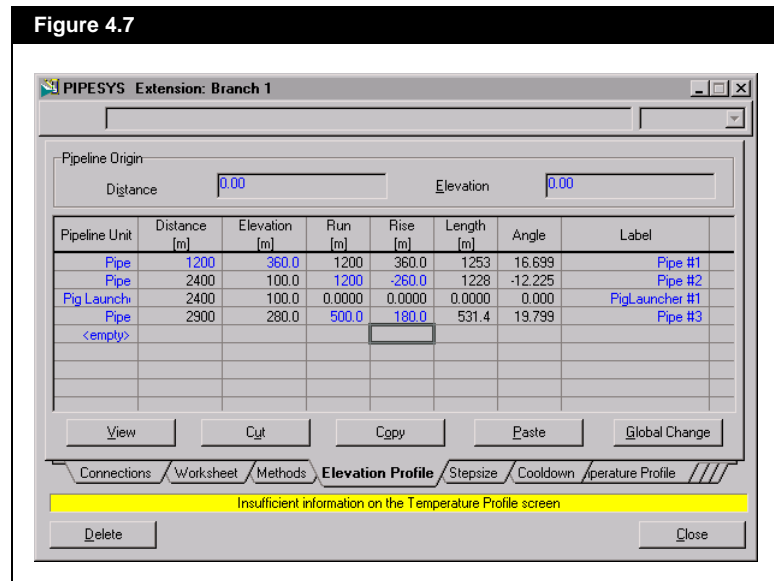 Figure 4.7
PIPESYS Extension: Branch 1
Pipeline Origin
Distance 0.00 Elevation 0.00
Pipeline Unit Distance [m] Elevation [m] Run [m] Rise [m] Length [m] Angle Label
Pipe 1200 360.0 1200 360.0 1253 16.699 Pipe #1
Pipe 2400 100.0 1200 -260.0 1228 -12.225 Pipe #2
Pig Launch 2400 100.0 0.0000 0.0000 0.0000 0.000 PigLauncher #1
Pipe 2900 280.0 500.0 180.0 531.4 19.799 Pipe #3
<empty>
View Cut Copy Paste Global Change
Connections Worksheet Methods Elevation Profile Stepsize Cooldown perature Profile
Insufficient information on the Temperature Profile screen
Delete Close